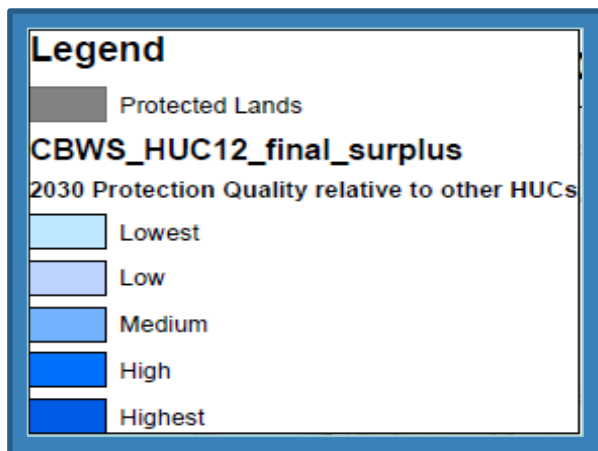 Legend
Protected Lands
CBWS_HUC12_final_surplus
2030 Protection Quality relative to other HUCs
Lowest
Low
Medium
High
Highest